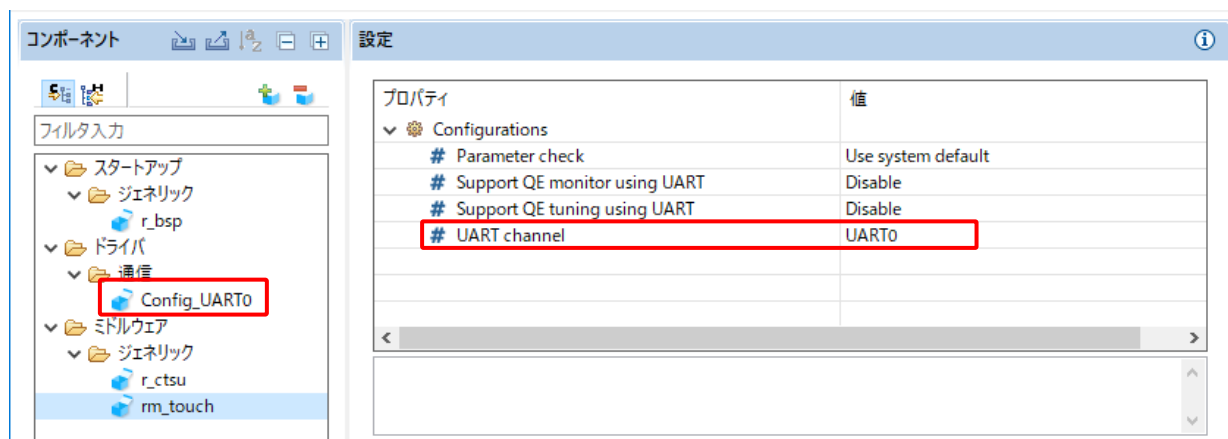 コンポーネント
設定
フィルタ入力
スタートアップ
ジェネリック
r_bsp
ドライバ
通信
Config_UART0
ミドルウェア
ジェネリック
r_ctsu
rm_touch
プロパティ 値
Configurations
# Parameter check Use system default
# Support QE monitor using UART Disable
# Support QE tuning using UART Disable
# UART channel UART0